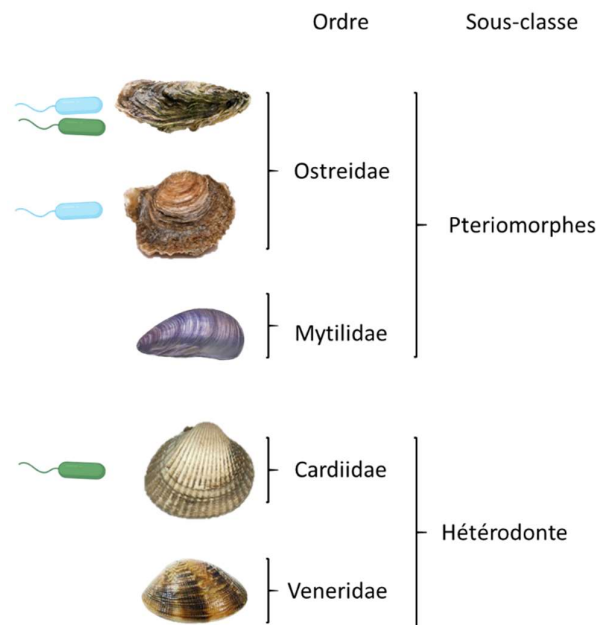 Ordre Sous-classe
Ostreidae
Pteriomorphes
Mytilidae
Cardiidae
Hétérodonte
Veneridae